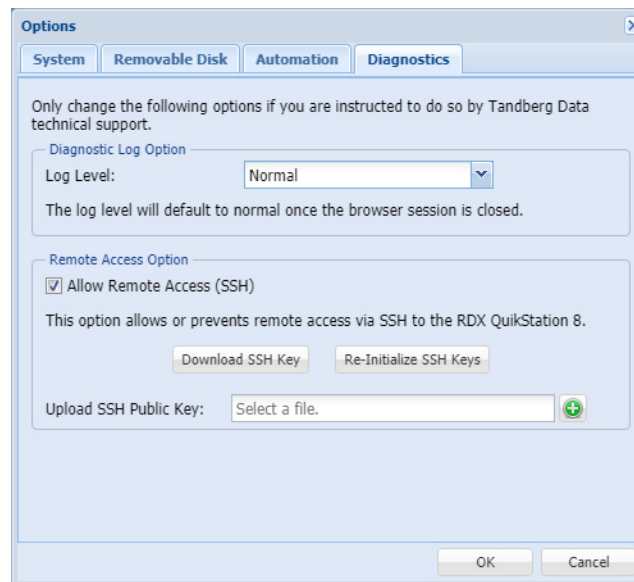 Options
System Removable Disk Automation Diagnostics
Only change the following options if you are instructed to do so by Tandberg Data
technical support.
Diagnostic Log Option
Log Level: Normal
The log level will default to normal once the browser session is closed.
Remote Access Option
Allow Remote Access (SSH)
This option allows or prevents remote access via SSH to the RDX QuikStation 8.
Download SSH Key Re-Initialize SSH Keys
Upload SSH Public Key: Select a file.
OK Cancel